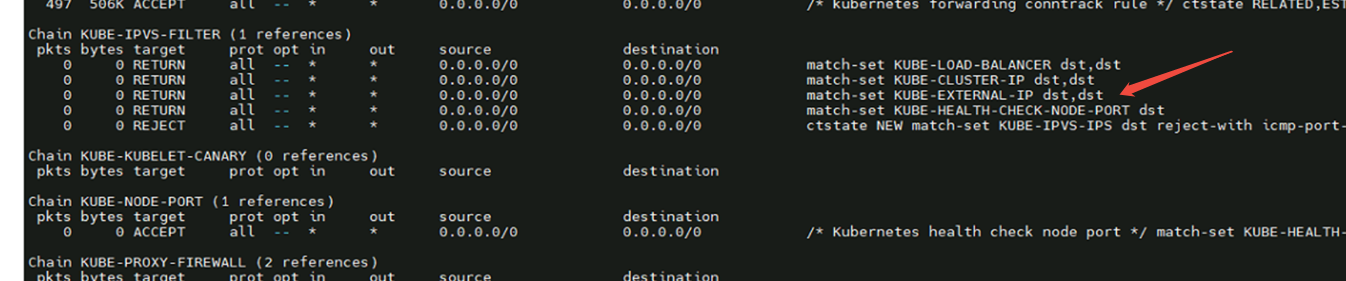 497 506K ACCEPT all -- * * 0.0.0.0/0 0.0.0.0/0 /* kubernetes forwarding conntrack rule */ ctstate RELATED,EST
Chain KUBE-IPVS-FILTER (1 references)
pkts bytes target prot opt in out source destination
0 0 RETURN all -- * * 0.0.0.0/0 0.0.0.0/0 match-set KUBE-LOAD-BALANCER dst,dst
0 0 RETURN all -- * * 0.0.0.0/0 0.0.0.0/0 match-set KUBE-CLUSTER-IP dst,dst
0 0 RETURN all -- * * 0.0.0.0/0 0.0.0.0/0 match-set KUBE-EXTERNAL-IP dst,dst
0 0 RETURN all -- * * 0.0.0.0/0 0.0.0.0/0 match-set KUBE-HEALTH-CHECK-NODE-PORT dst
0 0 REJECT all -- * * 0.0.0.0/0 0.0.0.0/0 ctstate NEW match-set KUBE-IPVS-IPS dst reject-with icmp-port-
Chain KUBE-KUBELET-CANARY (0 references)
pkts bytes target prot opt in out source destination
Chain KUBE-NODE-PORT (1 references)
pkts bytes target prot opt in out source destination
0 0 ACCEPT all -- * * 0.0.0.0/0 0.0.0.0/0 /* Kubernetes health check node port */ match-set KUBE-HEALTH-
Chain KUBE-PROXY-FIREWALL (2 references)
pkts bytes target prot opt in out source destination